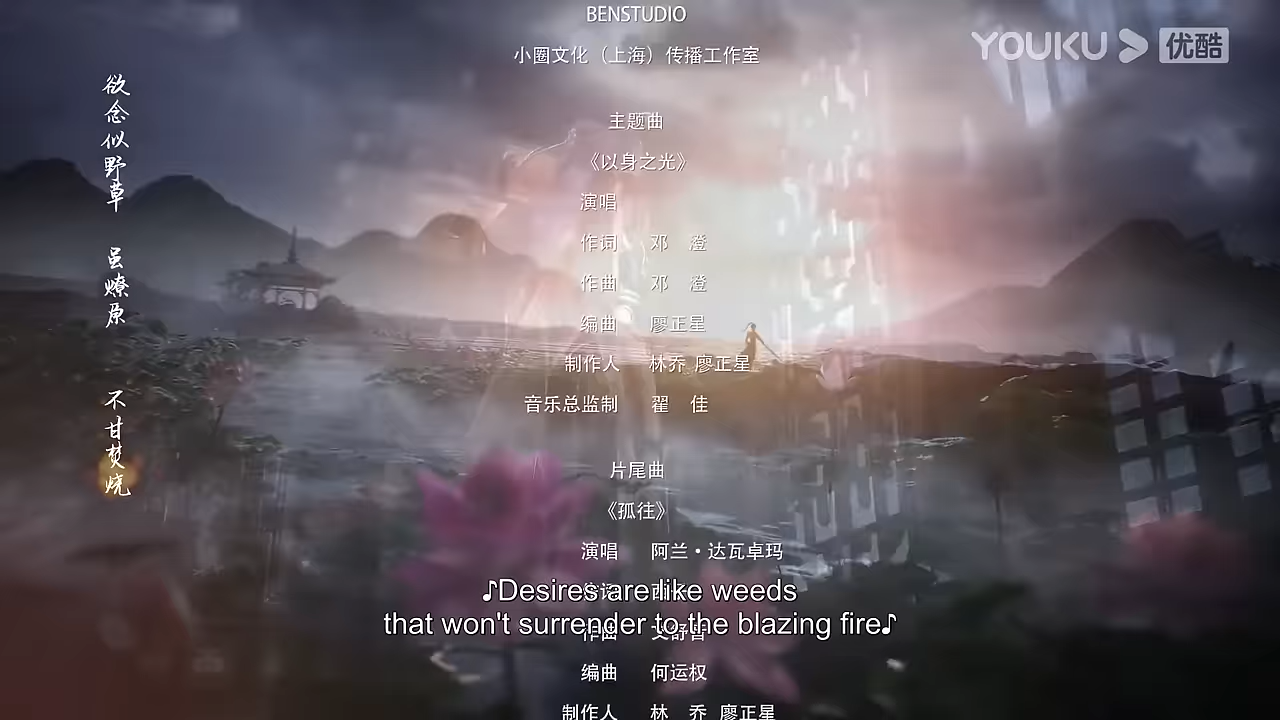 BENSTUDIO
小圈文化（上海）传播工作室
YOUKU 优酷
欲念似野草 虽燎原 不甘焚烧
主题曲
《以身之光》
演唱
作词 邓 澄
作曲 邓 澄
编曲 廖正星
制作人 林乔 廖正星
音乐总监制 翟 佳
片尾曲
《孤往》
演唱 阿兰·达瓦卓玛
♪Desires are like weeds
that won't surrender to the blazing fire♪
作曲
编曲 何运权
制作人 林 乔 廖正星